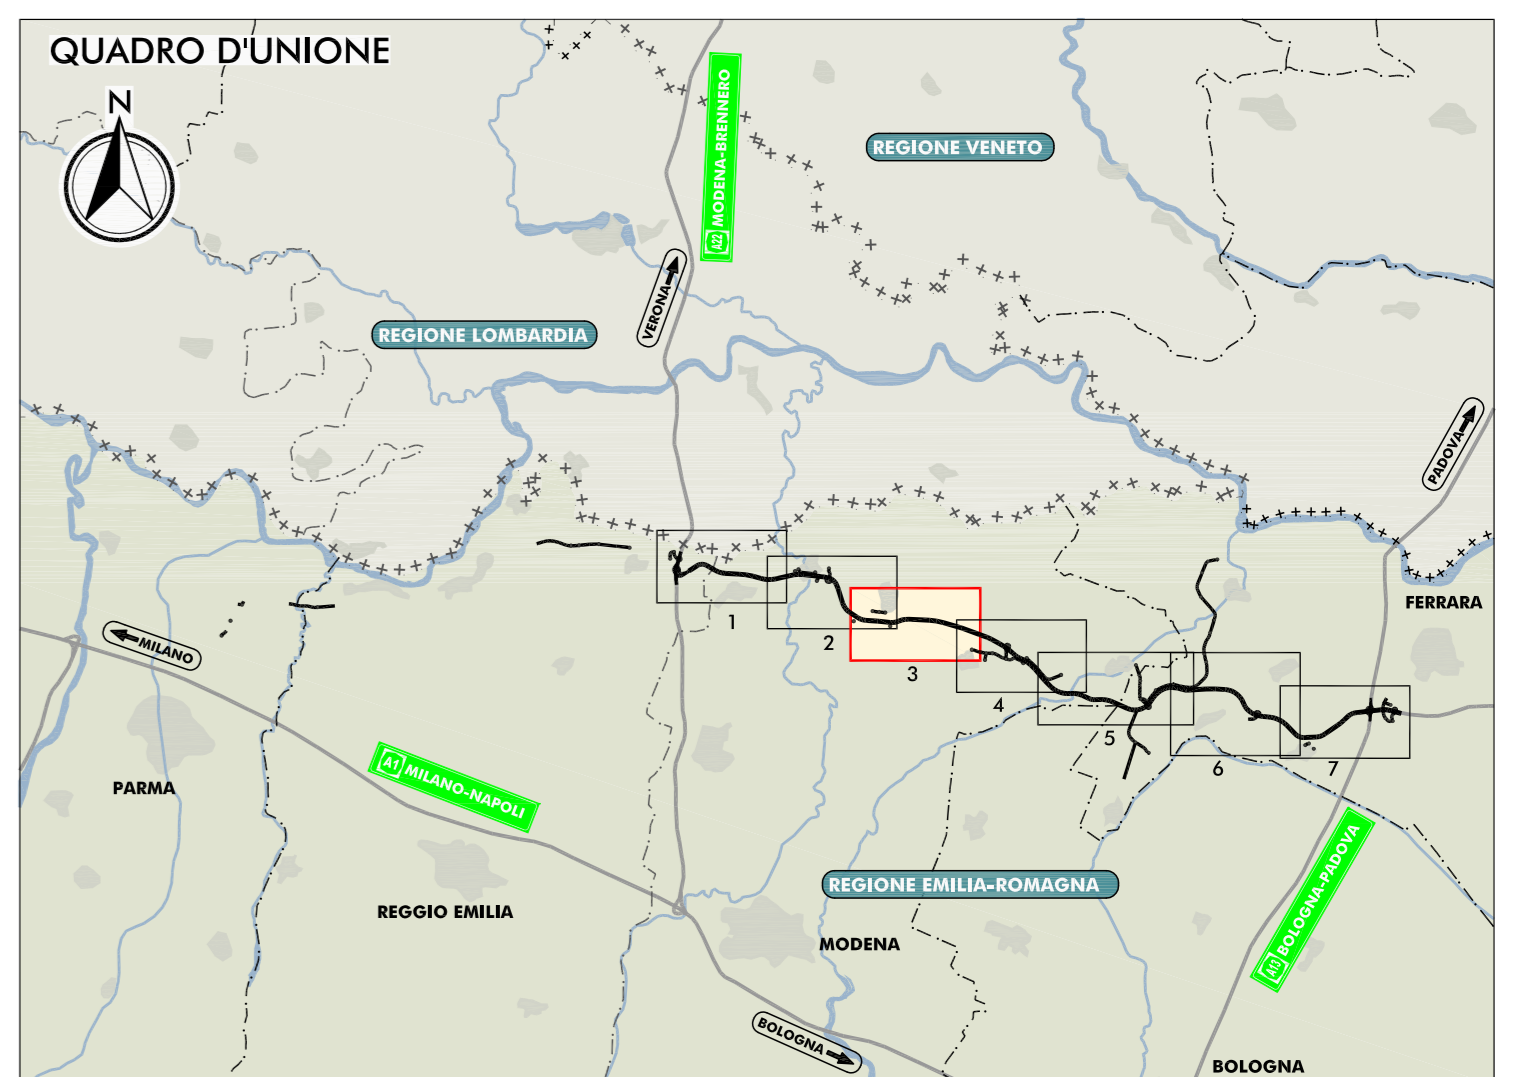 QUADRO D'UNIONE
N
A22 MODENA-BRENNERO
REGIONE VENETO
VERONA
REGIONE LOMBARDIA
PADOVA
FERRARA
1
2
3
4
5
6
7
MILANO
PARMA
A1 MILANO-NAPOLI
REGGIO EMILIA
REGIONE EMILIA-ROMAGNA
MODENA
A13 BOLOGNA-PADOVA
BOLOGNA
BOLOGNA